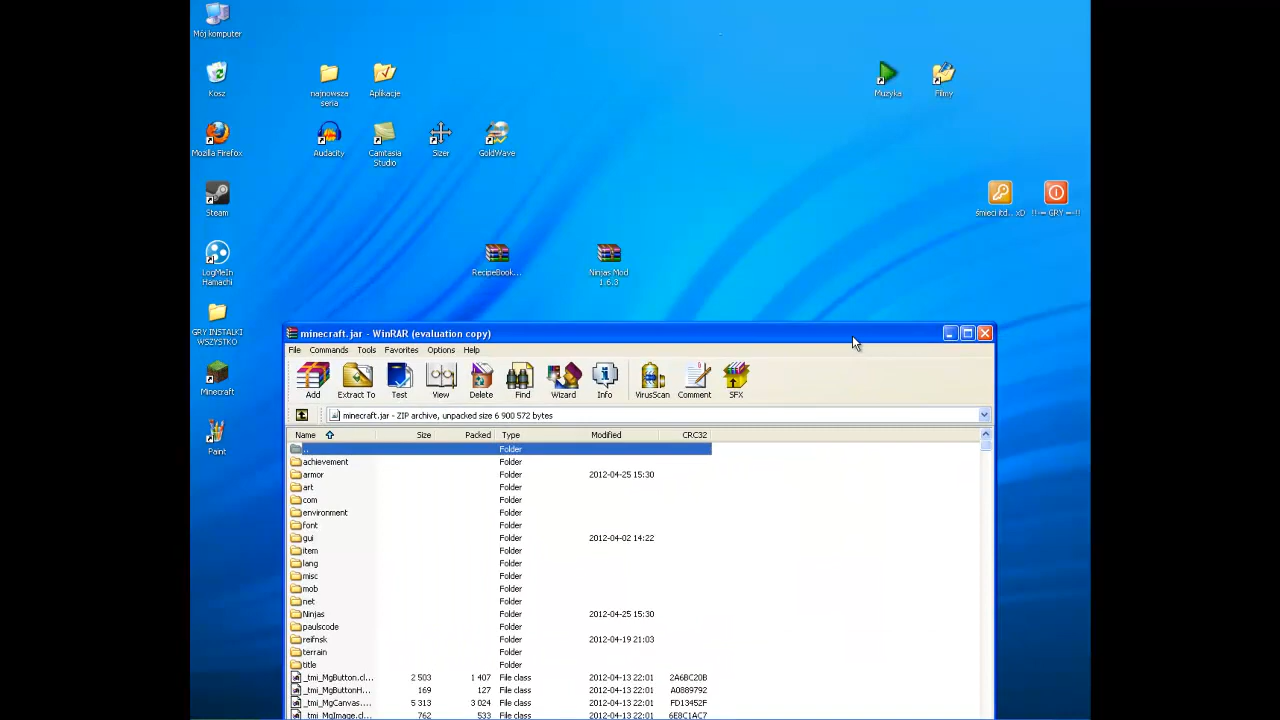 Mój komputer
Kosz
najnowsza
seria
Aplikacje
Muzyka
Filmy
Mozilla Firefox
Audacity
Camtasia
Studio
Sizer
GoldWave
Steam
śmieci itd... xD
!!-= GRY =-!!
LogMeIn
Hamachi
RecipeBook...
Ninjas Mod
1.6.3
GRY INSTALKI
WSZYSTKO
Minecraft
Paint
minecraft.jar - WinRAR (evaluation copy)
File Commands Tools Favorites Options Help
Add Extract To Test View Delete Find Wizard Info VirusScan Comment SFX
minecraft.jar - ZIP archive, unpacked size 6 900 572 bytes
Name Size Packed Type Modified CRC32
.. Folder
achievement Folder
armor Folder 2012-04-25 15:30
art Folder
com Folder
environment Folder
font Folder
gui Folder 2012-04-02 14:22
item Folder
lang Folder
misc Folder
mob Folder
net Folder
Ninjas Folder 2012-04-25 15:30
paulscode Folder
reifnsk Folder 2012-04-19 21:03
terrain Folder
title Folder
_tmi_MgButton.cl... 2 503 1 407 File class 2012-04-13 22:01 2A6BC20B
_tmi_MgButtonH... 169 127 File class 2012-04-13 22:01 A0889792
_tmi_MgCanvas.... 5 313 3 024 File class 2012-04-13 22:01 FD13452F
_tmi_MgImage.cl... 762 533 File class 2012-04-13 22:01 6E8C1AC7